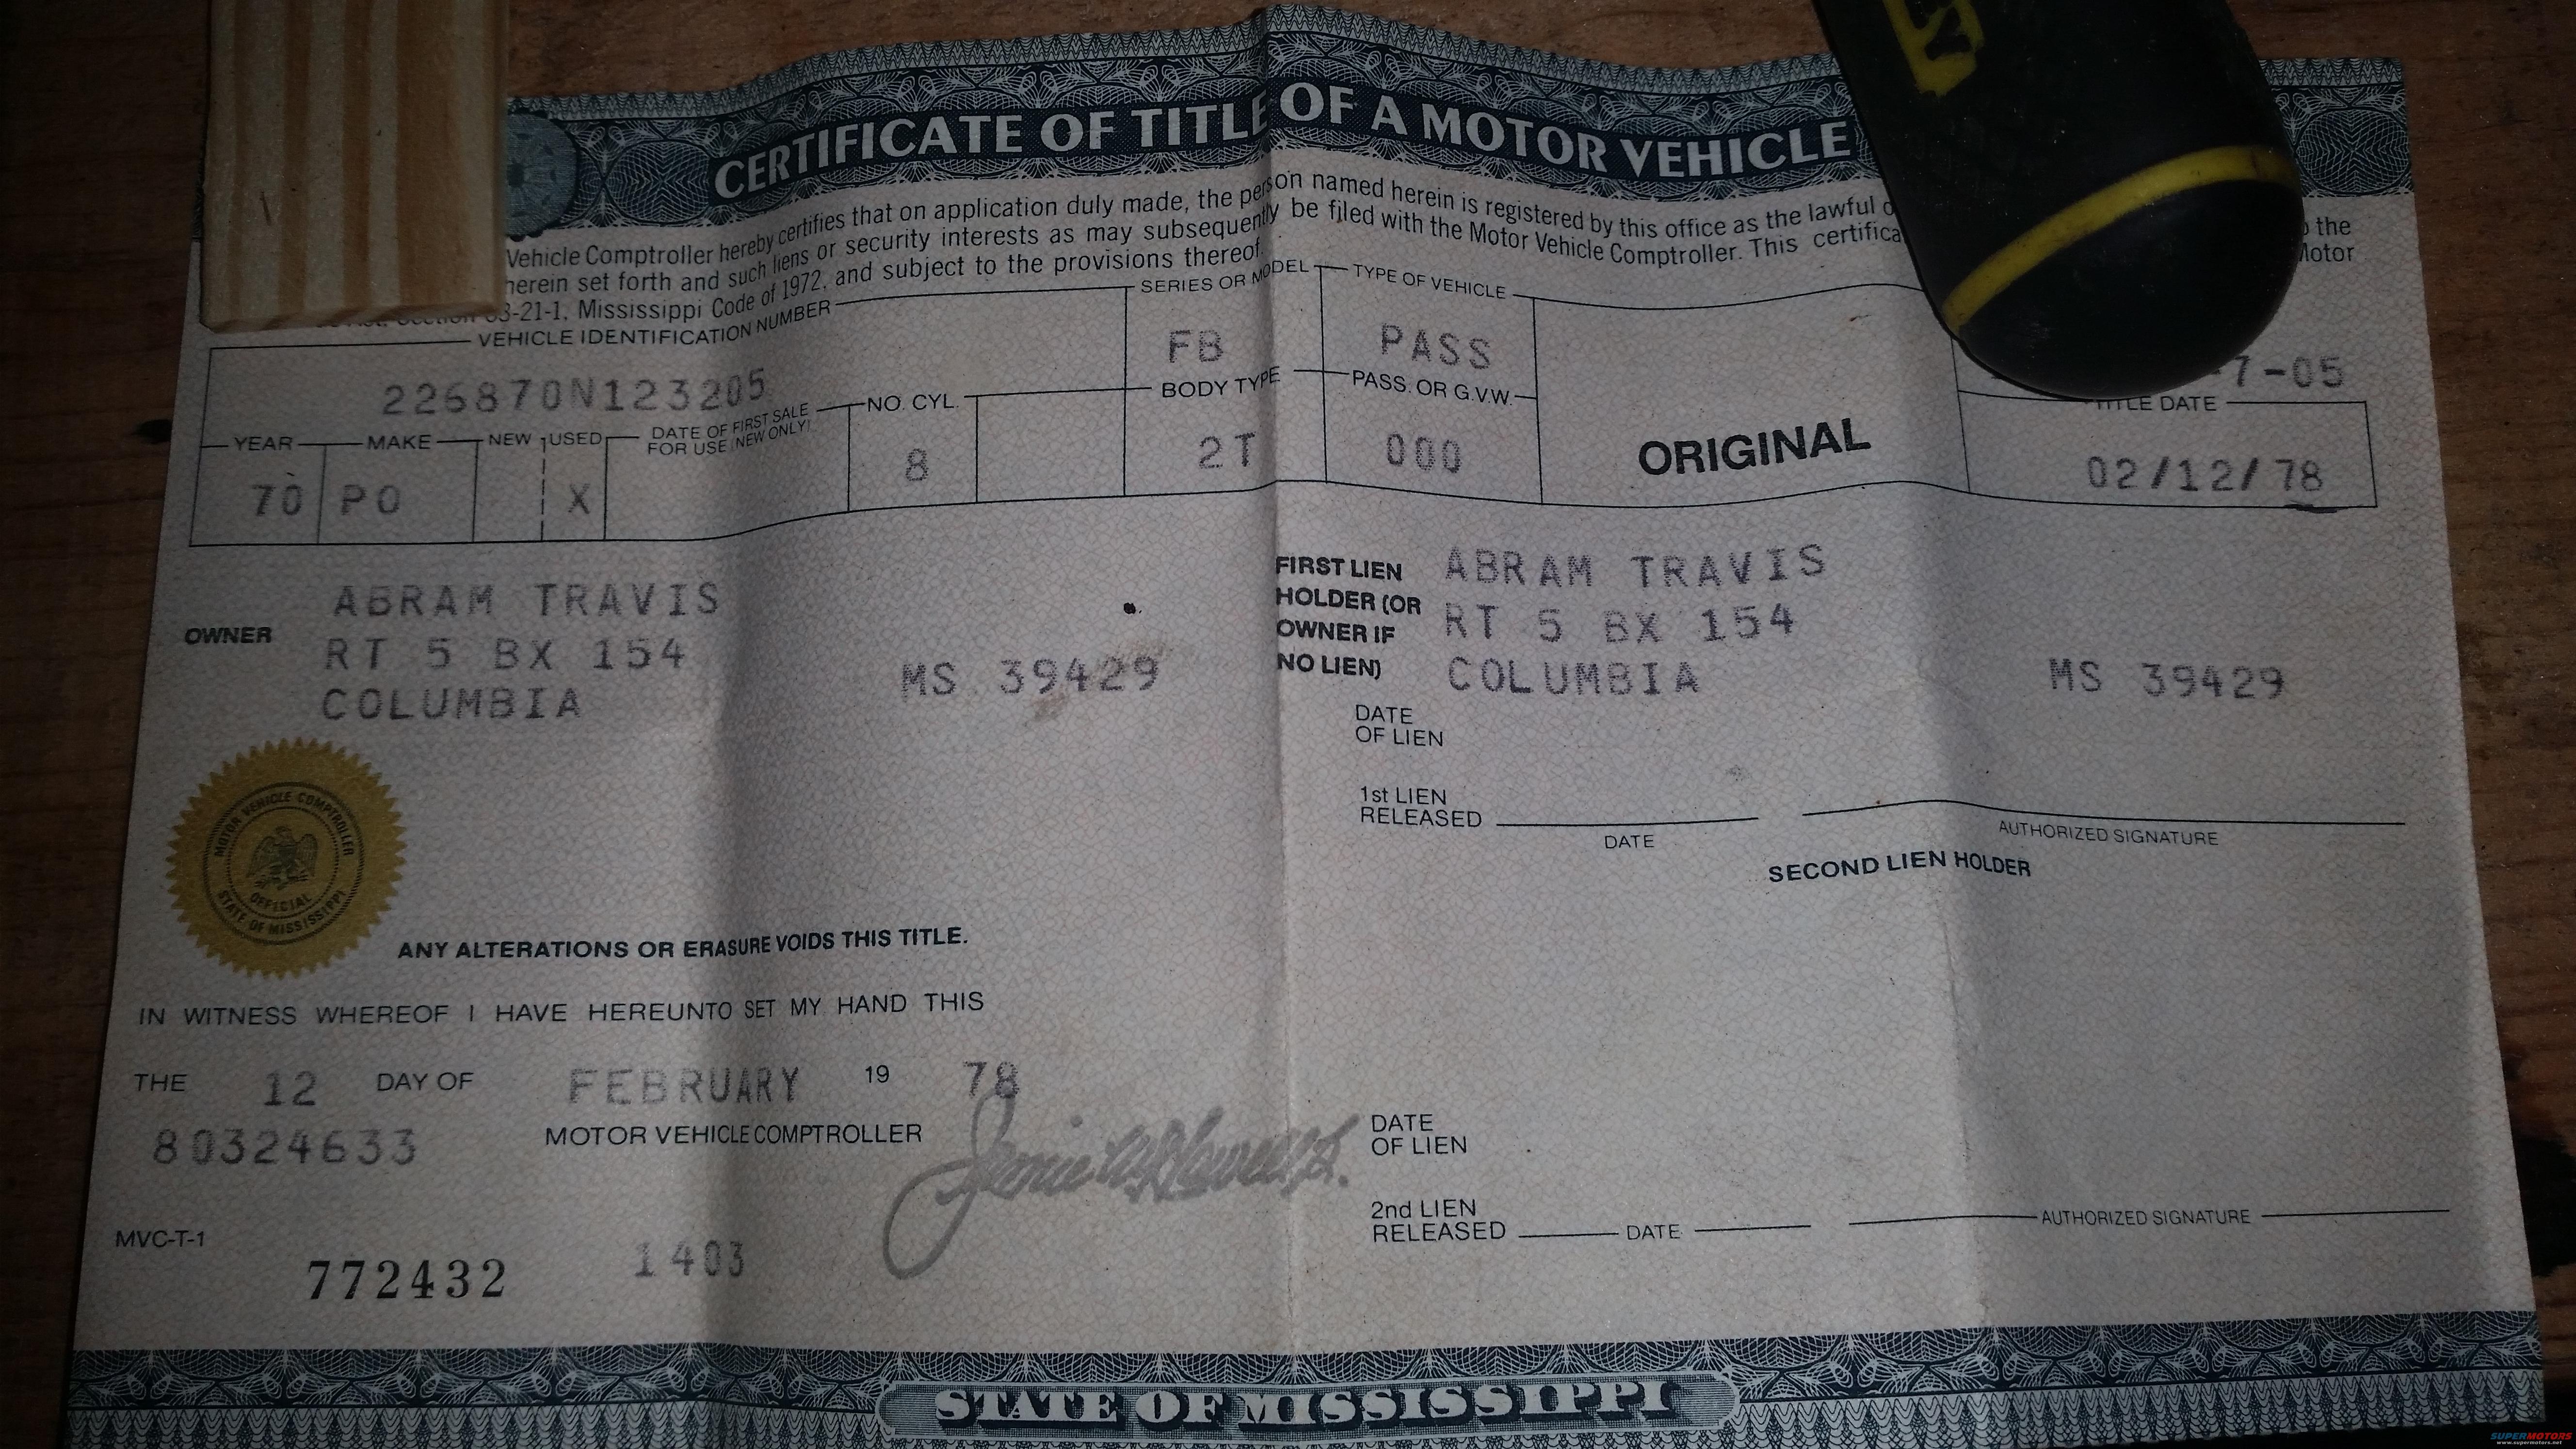 CERTIFICATE OF TITLE OF A MOTOR VEHICLE
Vehicle Comptroller hereby certifies that on application duly made, the person named herein is registered by this office as the lawful
the
herein set forth and such liens or security interests as may subsequently be filed with the Motor Vehicle Comptroller. This
Motor
3-21-1, Mississippi Code of 1972, and subject to the provisions thereof.
VEHICLE IDENTIFICATION NUMBER
SERIES OR MODEL
TYPE OF VEHICLE
226870N123205
FB
PASS
7-05
YEAR
MAKE
NEW
USED
DATE OF FIRST SALE
FOR USE (NEW ONLY)
NO. CYL.
BODY TYPE
PASS. OR G.V.W.
TITLE DATE
70
PO
X
8
2T
000
ORIGINAL
02/12/78
OWNER
ABRAM TRAVIS
RT 5 BX 154
COLUMBIA
MS 39429
FIRST LIEN
HOLDER (OR
OWNER IF
NO LIEN)
ABRAM TRAVIS
RT 5 BX 154
COLUMBIA
MS 39429
DATE
OF LIEN
1st LIEN
RELEASED
DATE
AUTHORIZED SIGNATURE
SECOND LIEN HOLDER
MOTOR VEHICLE COMPTROLLER
OFFICIAL
STATE OF MISSISSIPPI
ANY ALTERATIONS OR ERASURE VOIDS THIS TITLE.
IN WITNESS WHEREOF I HAVE HEREUNTO SET MY HAND THIS
THE 12 DAY OF FEBRUARY 19 78
80324633
MOTOR VEHICLE COMPTROLLER
DATE
OF LIEN
2nd LIEN
RELEASED
DATE
AUTHORIZED SIGNATURE
MVC-T-1
772432
1403
STATE OF MISSISSIPPI
SUPERMOTORS
www.supermotors.net